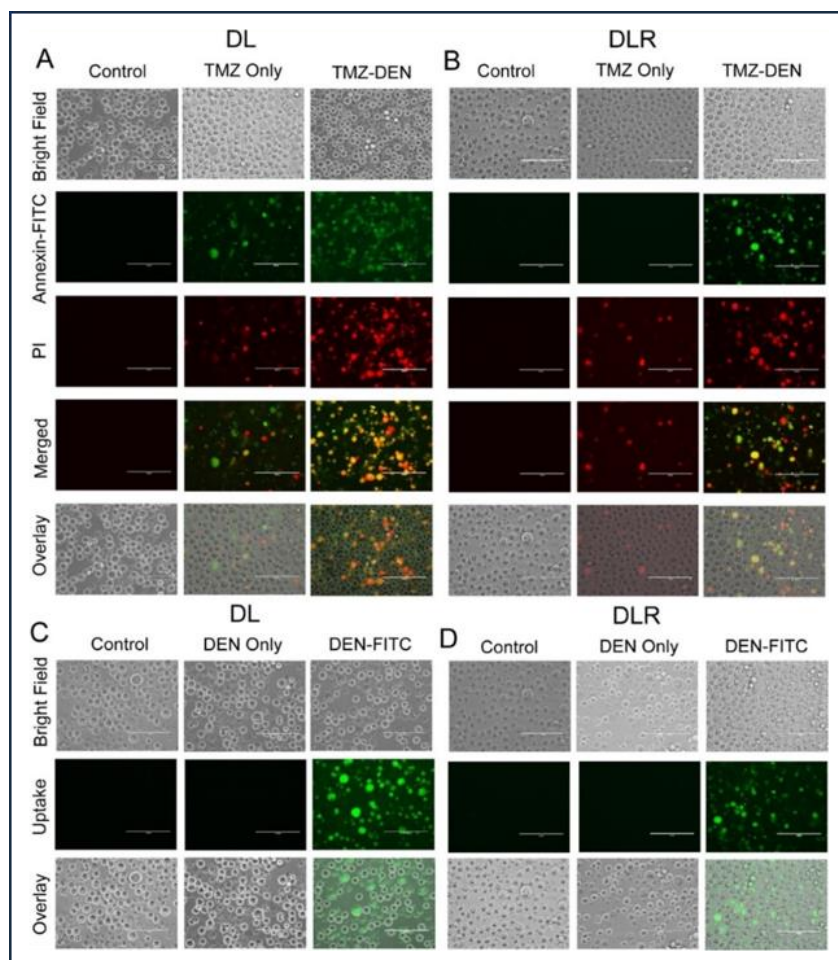 DL
DLR
A
Control
TMZ Only
TMZ-DEN
B
Control
TMZ Only
TMZ-DEN
Bright Field
Annexin-FITC
PI
Merged
Overlay
DL
DLR
C
Control
DEN Only
DEN-FITC
D
Control
DEN Only
DEN-FITC
Bright Field
Uptake
Overlay